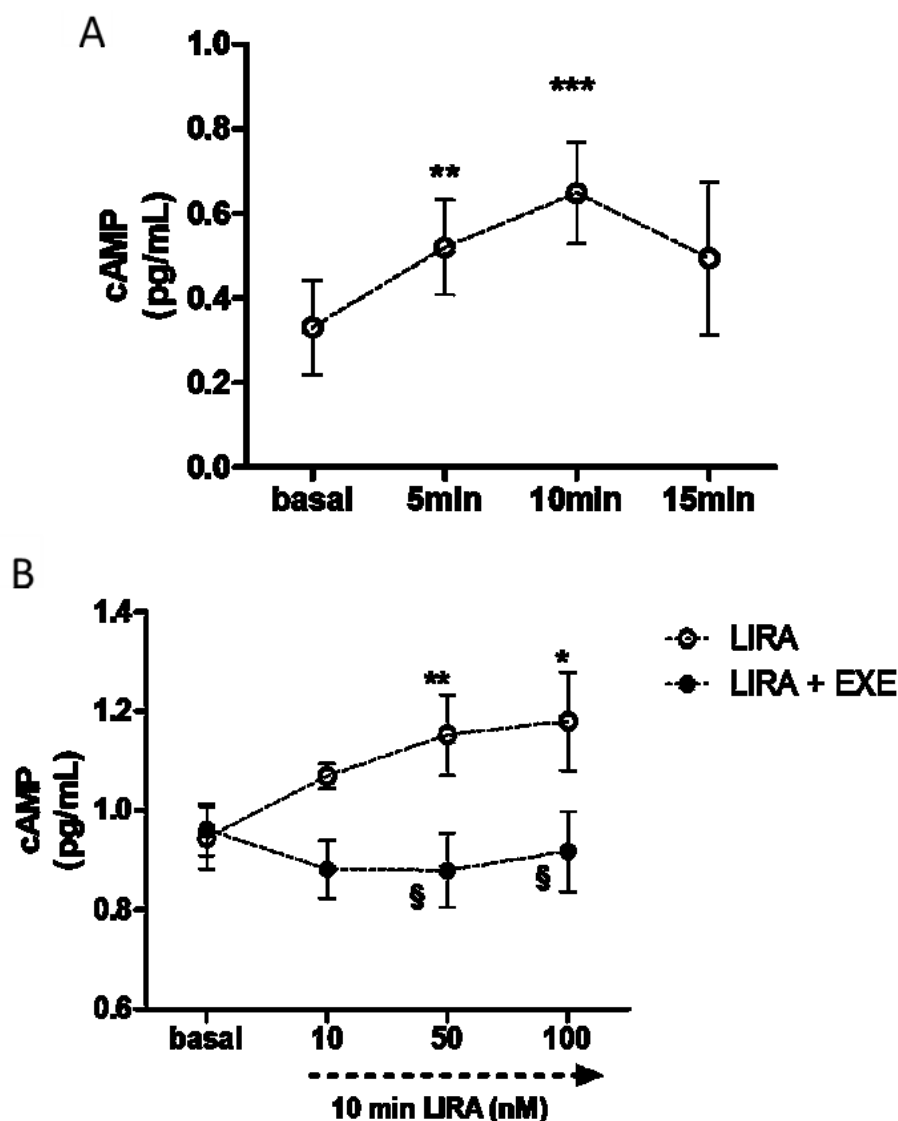 A
1.0
0.8
0.6
0.4
0.2
0.0
cAMP
(pg/mL)
**
***
basal 5min 10min 15min
B
1.4
1.2
1.0
0.8
0.6
cAMP
(pg/mL)
**
*
§
§
LIRA
LIRA + EXE
basal 10 50 100
10 min LIRA (nM)